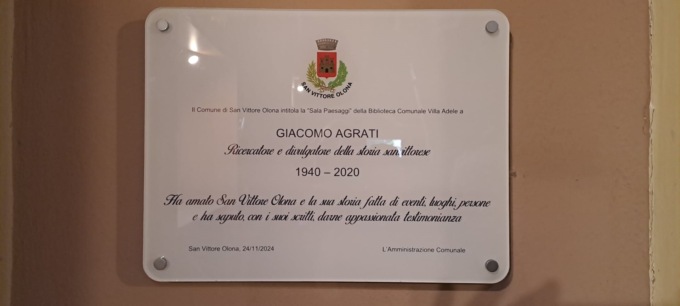 SAN VITTORE OLONA
Il Comune di San Vittore Olona intitola la "Sala Paesaggi" della Biblioteca Comunale Villa Adele a
GIACOMO AGRATI
Ricercatore e divulgatore della storia sanvittorese
1940 – 2020
Ha amato San Vittore Olona e la sua storia fatta di eventi, luoghi, persone
e ha saputo, con i suoi scritti, darne appassionata testimonianza
San Vittore Olona, 24/11/2024 L'Amministrazione Comunale